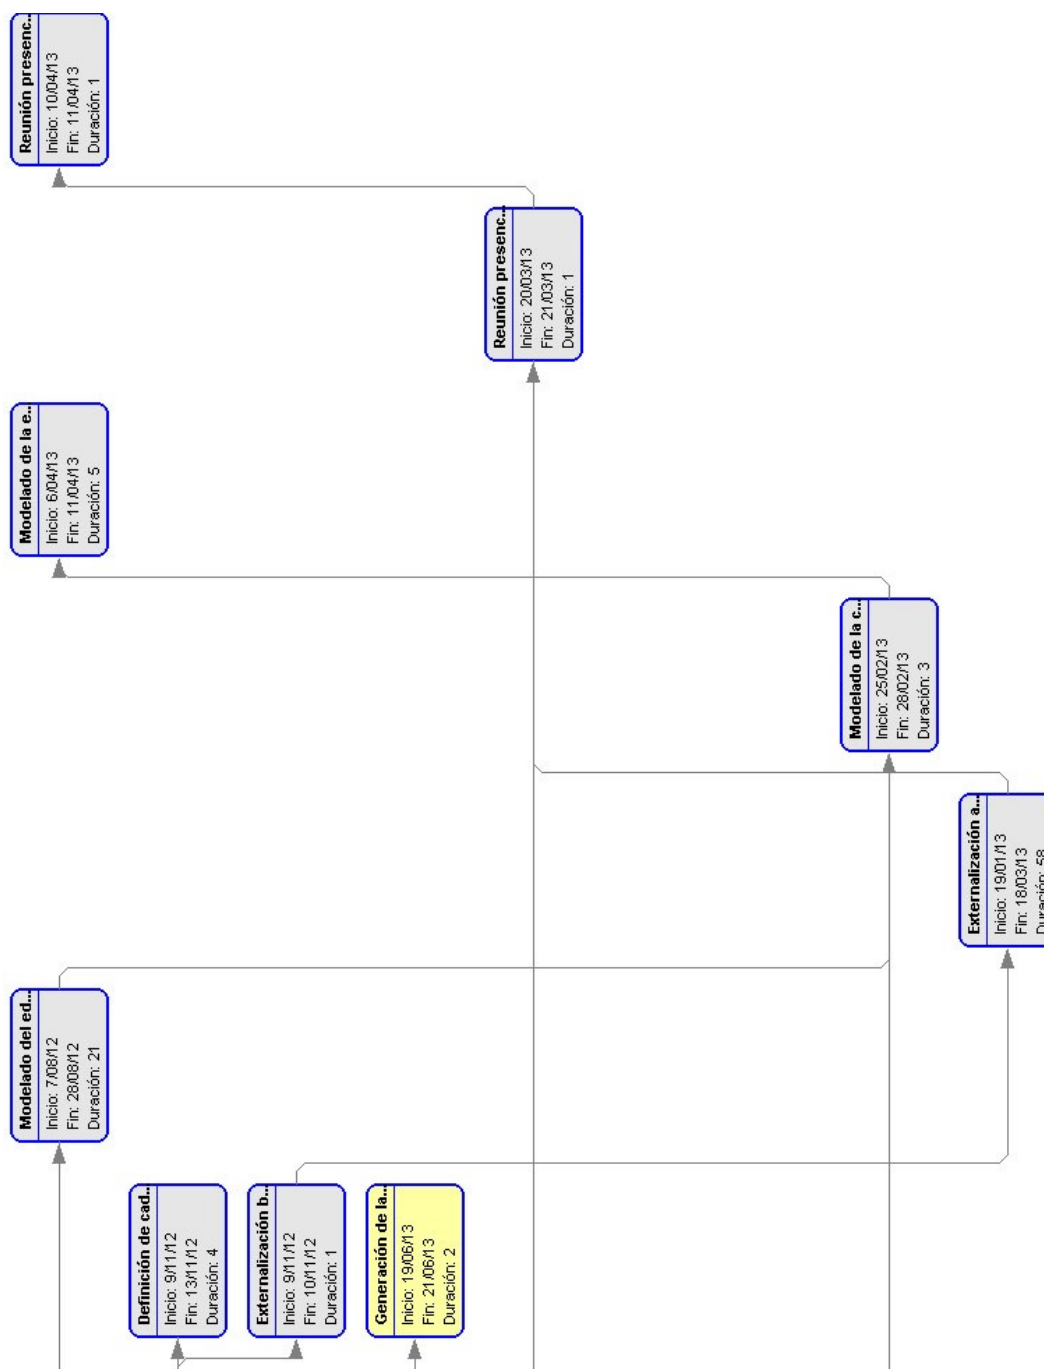 Reunión presenc...
Inicio: 10/04/13
Fin: 11/04/13
Duración: 1
Modelado de la e...
Inicio: 6/04/13
Fin: 11/04/13
Duración: 5
Modelado del ed...
Inicio: 7/08/12
Fin: 28/08/12
Duración: 21
Definición de cad...
Inicio: 9/11/12
Fin: 13/11/12
Duración: 4
Externalización b...
Inicio: 9/11/12
Fin: 10/11/12
Duración: 1
Generación de la...
Inicio: 19/06/13
Fin: 21/06/13
Duración: 2
Reunión presenc...
Inicio: 20/03/13
Fin: 21/03/13
Duración: 1
Modelado de la c...
Inicio: 25/02/13
Fin: 28/02/13
Duración: 3
Externalización a...
Inicio: 19/01/13
Fin: 18/03/13
Duración: 58